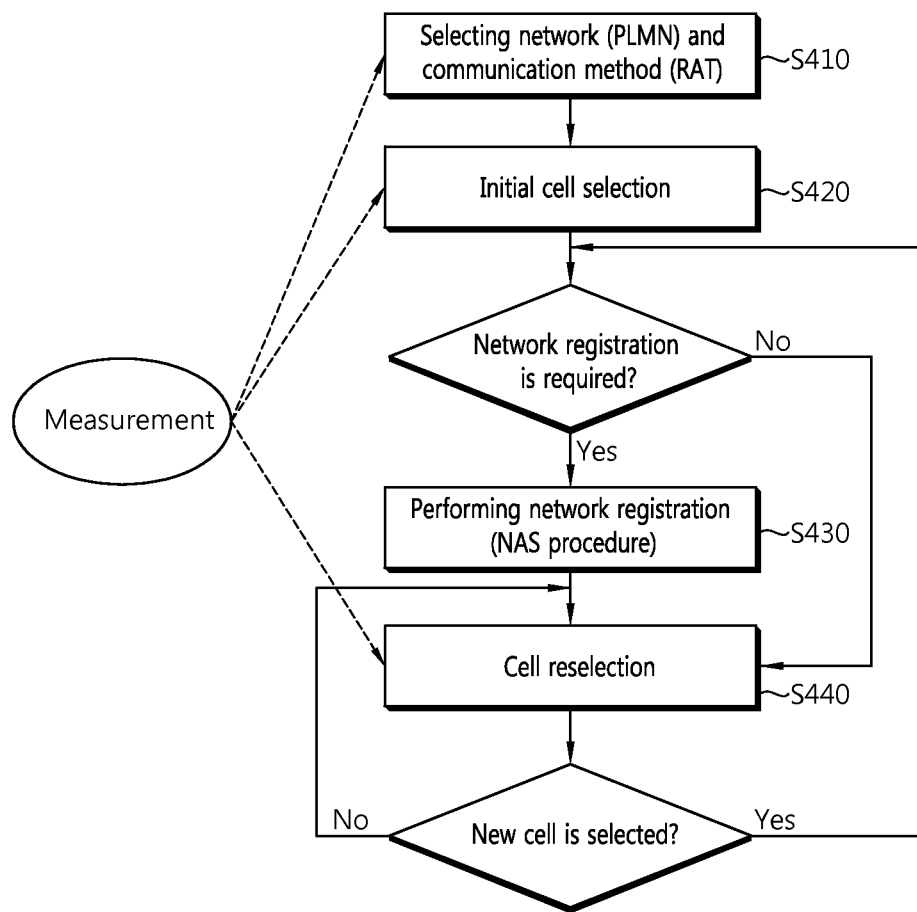 Selecting network (PLMN) and
communication method (RAT)
S410
Initial cell selection
S420
Network registration
is required?
No
Measurement
Yes
Performing network registration
(NAS procedure)
S430
Cell reselection
S440
No
New cell is selected?
Yes